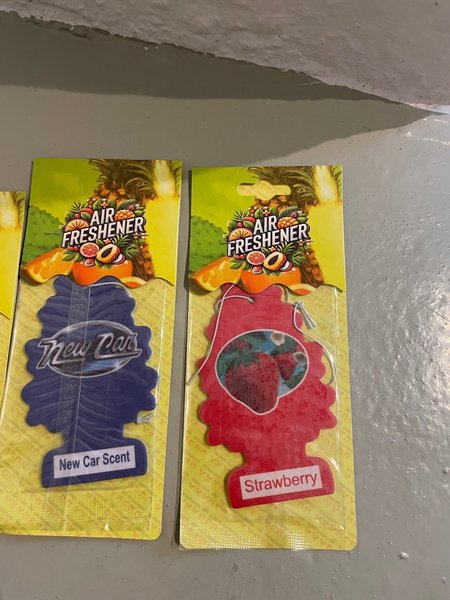 AIR
FRESHENER
New Car
New Car Scent
AIR
FRESHENER
Strawberry